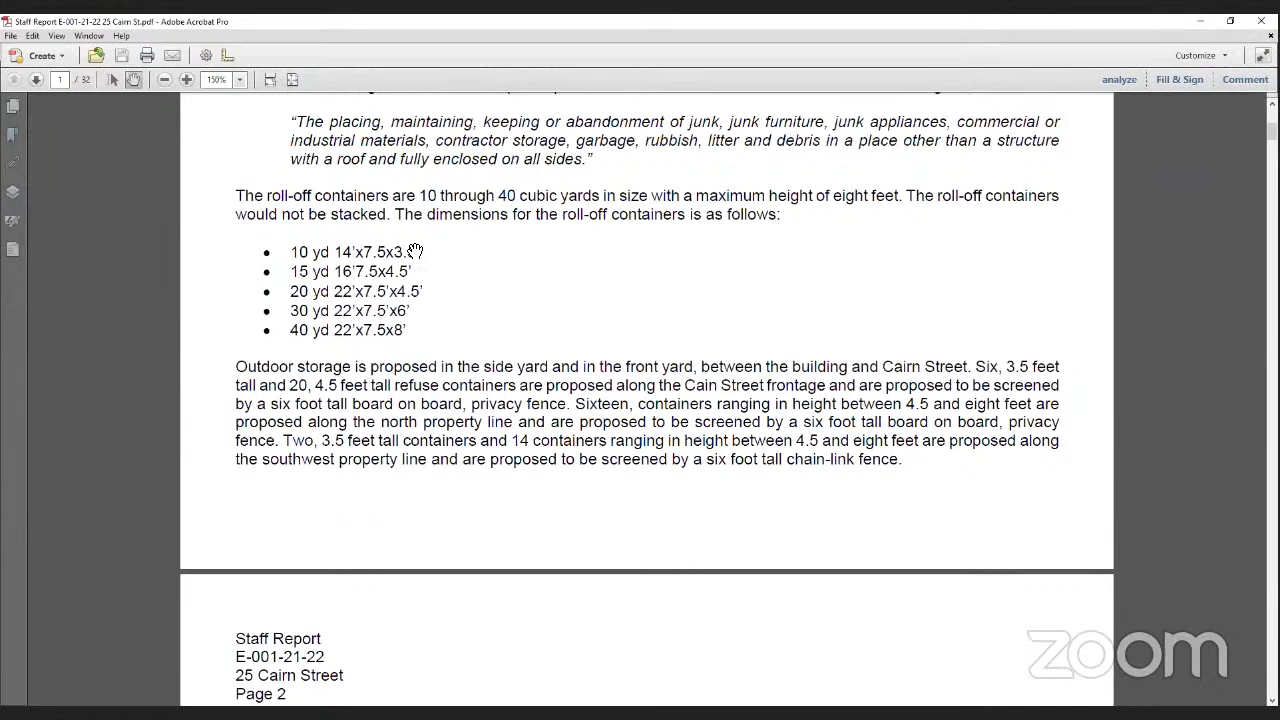 Staff Report E-001-21-22 25 Cairn St.pdf - Adobe Acrobat Pro
File Edit View Window Help
Create Customize
1 / 32 150% analyze Fill & Sign Comment
“The placing, maintaining, keeping or abandonment of junk, junk furniture, junk appliances, commercial or
industrial materials, contractor storage, garbage, rubbish, litter and debris in a place other than a structure
with a roof and fully enclosed on all sides.”
The roll-off containers are 10 through 40 cubic yards in size with a maximum height of eight feet. The roll-off containers
would not be stacked. The dimensions for the roll-off containers is as follows:
• 10 yd 14’x7.5x3.
• 15 yd 16’7.5x4.5’
• 20 yd 22’x7.5’x4.5’
• 30 yd 22’x7.5’x6’
• 40 yd 22’x7.5x8’
Outdoor storage is proposed in the side yard and in the front yard, between the building and Cairn Street. Six, 3.5 feet
tall and 20, 4.5 feet tall refuse containers are proposed along the Cain Street frontage and are proposed to be screened
by a six foot tall board on board, privacy fence. Sixteen, containers ranging in height between 4.5 and eight feet are
proposed along the north property line and are proposed to be screened by a six foot tall board on board, privacy
fence. Two, 3.5 feet tall containers and 14 containers ranging in height between 4.5 and eight feet are proposed along
the southwest property line and are proposed to be screened by a six foot tall chain-link fence.
Staff Report
E-001-21-22
25 Cairn Street
Page 2
zoom